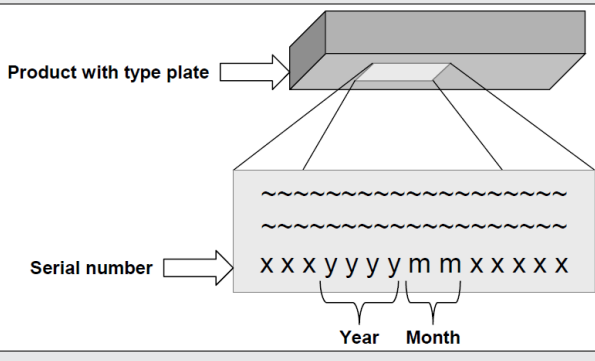 Product with type plate
~~~~~~~~~~~~~~~~~~~
~~~~~~~~~~~~~~~~~~~
Serial number
x x x y y y y m m x x x x x
Year Month